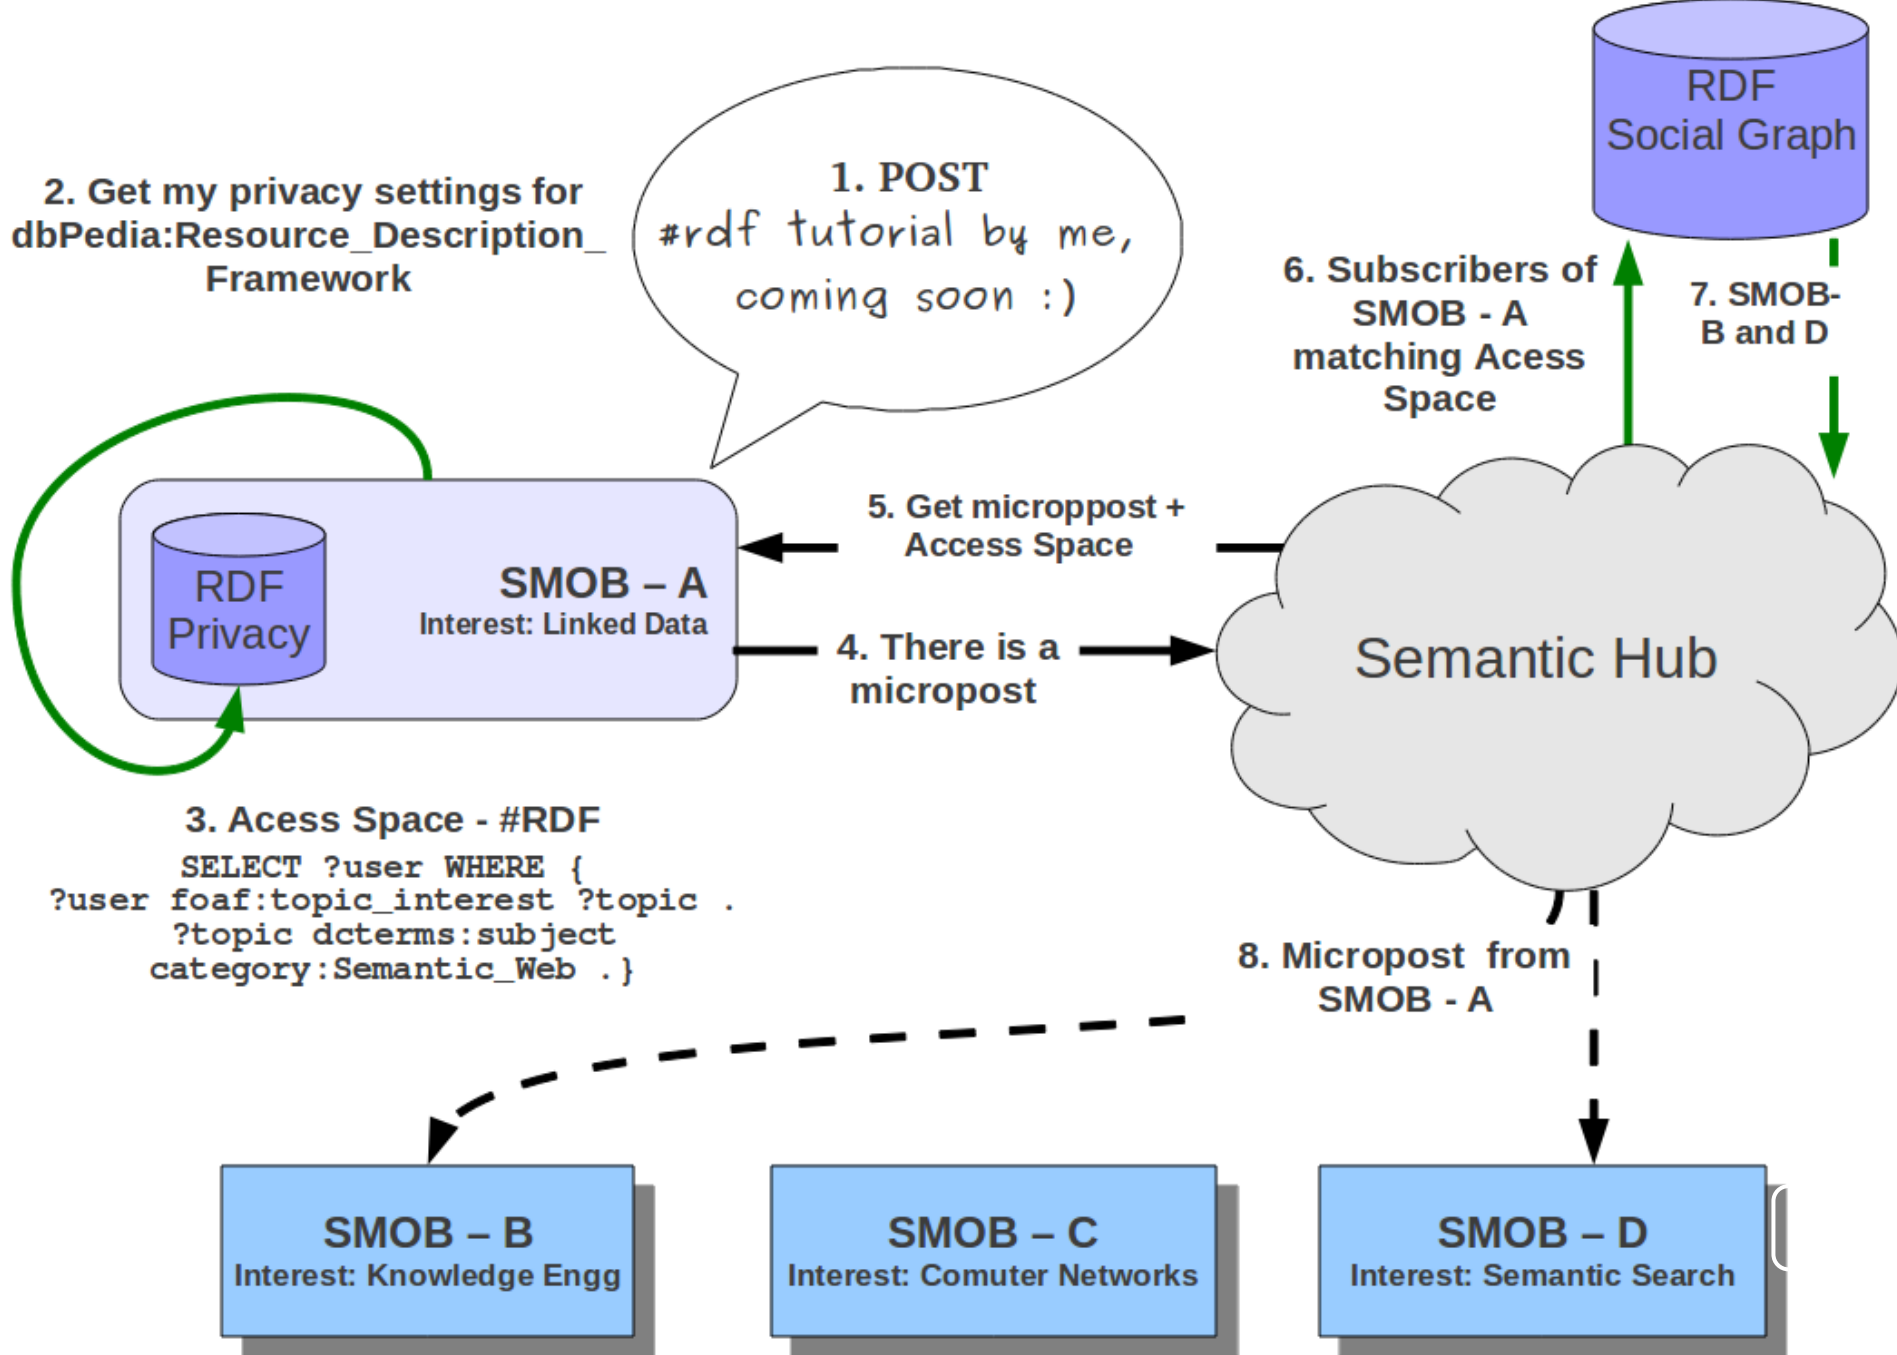 1. POST
#rdf tutorial by me,
coming soon :)
2. Get my privacy settings for
dbPedia:Resource_Description_
Framework
RDF
Privacy
SMOB – A
Interest: Linked Data
3. Acess Space - #RDF
SELECT ?user WHERE {
?user foaf:topic_interest ?topic .
?topic dcterms:subject
category:Semantic_Web .}
4. There is a
micropost
5. Get microppost +
Access Space
Semantic Hub
6. Subscribers of
SMOB - A
matching Acess
Space
RDF
Social Graph
7. SMOB-
B and D
8. Micropost from
SMOB - A
SMOB – B
Interest: Knowledge Engg
SMOB – C
Interest: Comuter Networks
SMOB – D
Interest: Semantic Search